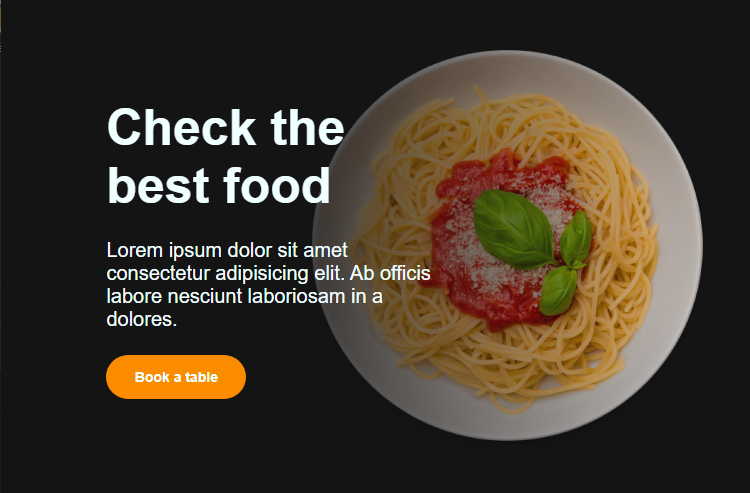 Check the
best food
Lorem ipsum dolor sit amet
consectetur adipisicing elit. Ab officis
labore nesciunt laboriosam in a
dolores.
Book a table